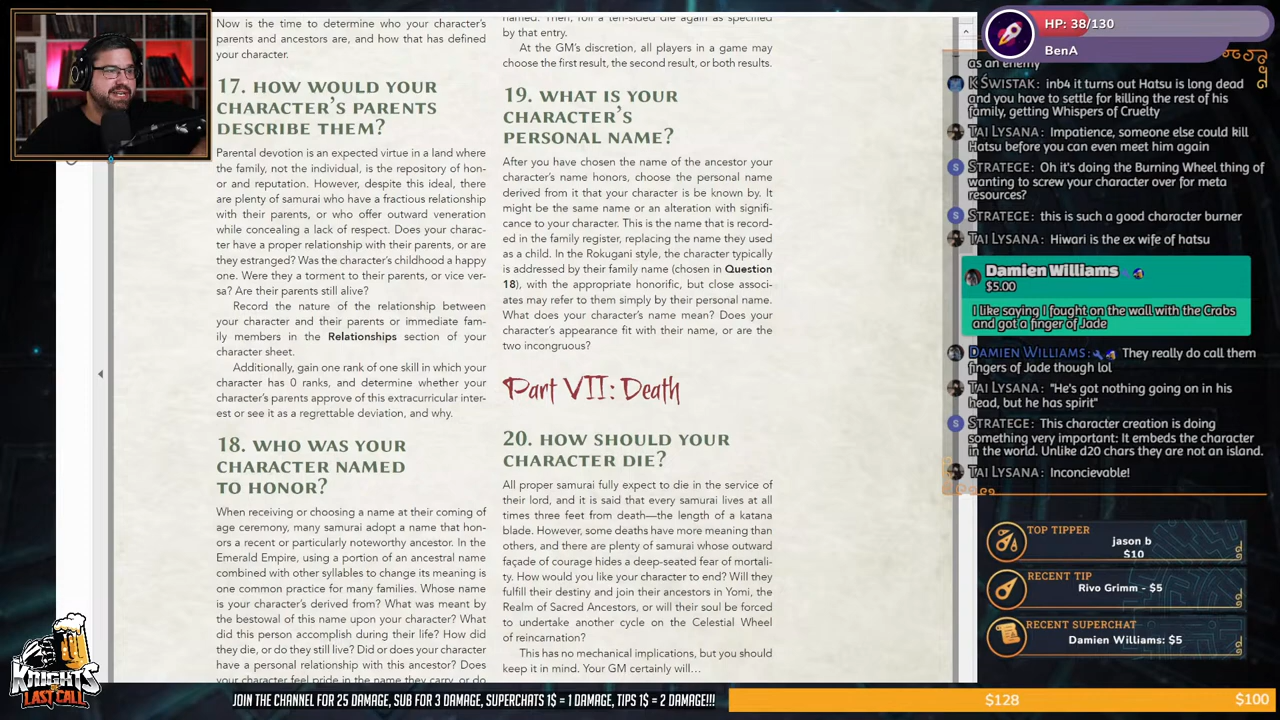 Now is the time to determine who your character's
parents and ancestors are, and how that has defined
your character.
17. HOW WOULD YOUR
CHARACTER'S PARENTS
DESCRIBE THEM?
Parental devotion is an expected virtue in a land where
the family, not the individual, is the repository of hon-
or and reputation. However, despite this ideal, there
are plenty of samurai who have a fractious relationship
with their parents, or who offer outward veneration
while concealing a lack of respect. Does your charac-
ter have a proper relationship with their parents, or are
they estranged? Was the character's childhood a happy
one. Were they a torment to their parents, or vice ver-
sa? Are their parents still alive?
Record the nature of the relationship between
your character and their parents or immediate fam-
ily members in the Relationships section of your
character sheet.
Additionally, gain one rank of one skill in which your
character has 0 ranks, and determine whether your
character's parents approve of this extracurricular inter-
est or see it as a regrettable deviation, and why.
18. WHO WAS YOUR
CHARACTER NAMED
TO HONOR?
When receiving or choosing a name at their coming of
age ceremony, many samurai adopt a name that hon-
ors a recent or particularly noteworthy ancestor. In the
Emerald Empire, using a portion of an ancestral name
combined with other syllables to change its meaning is
one common practice for many families. Whose name
is your character's derived from? What was meant by
the bestowal of this name upon your character? What
did this person accomplish during their life? How did
they die, or do they still live? Did or does your character
have a personal relationship with this ancestor? Does
your character feel pride in the name they carry, or do
named. Then, roll a ten-sided die again as specified
by that entry.
At the GM's discretion, all players in a game may
choose the first result, the second result, or both results.
19. WHAT IS YOUR
CHARACTER'S
PERSONAL NAME?
After you have chosen the name of the ancestor your
character's name honors, choose the personal name
derived from it that your character is be known by. It
might be the same name or an alteration with signifi-
cance to your character. This is the name that is record-
ed in the family register, replacing the name they used
as a child. In the Rokugani style, the character typically
is addressed by their family name (chosen in Question
18), with the appropriate honorific, but close associ-
ates may refer to them simply by their personal name.
What does your character's name mean? Does your
character's appearance fit with their name, or are the
two incongruous?
Part VII: Death
20. HOW SHOULD YOUR
CHARACTER DIE?
All proper samurai fully expect to die in the service of
their lord, and it is said that every samurai lives at all
times three feet from death—the length of a katana
blade. However, some deaths have more meaning than
others, and there are plenty of samurai whose outward
façade of courage hides a deep-seated fear of mortali-
ty. How would you like your character to end? Will they
fulfill their destiny and join their ancestors in Yomi, the
Realm of Sacred Ancestors, or will their soul be forced
to undertake another cycle on the Celestial Wheel
of reincarnation?
This has no mechanical implications, but you should
keep it in mind. Your GM certainly will...
HP: 38/130
BenA
as an enemy
K ŚWISTAK: inb4 it turns out Hatsu is long dead
and you have to settle for killing the rest of his
family, getting Whispers of Cruelty
TAI LYSANA: Impatience, someone else could kill
Hatsu before you can even meet him again
S STRATEGE: Oh it's doing the Burning Wheel thing of
wanting to screw your character over for meta
resources?
S STRATEGE: this is such a good character burner
TAI LYSANA: Hiwari is the ex wife of hatsu
Damien Williams
$5.00
I like saying I fought on the wall with the Crabs
and got a finger of Jade
DAMIEN WILLIAMS: They really do call them
fingers of Jade though lol
TAI LYSANA: "He's got nothing going on in his
head, but he has spirit"
S STRATEGE: This character creation is doing
something very important: It embeds the character
in the world. Unlike d20 chars they are not an island.
TAI LYSANA: Inconcievable!
TOP TIPPER
jason b
$10
RECENT TIP
Rivo Grimm - $5
RECENT SUPERCHAT
Damien Williams: $5
KNIGHTS
OF
LAST CALL
JOIN THE CHANNEL FOR 25 DAMAGE, SUB FOR 3 DAMAGE, SUPERCHATS 1$ = 1 DAMAGE, TIPS 1$ = 2 DAMAGE!!!
$128
$100